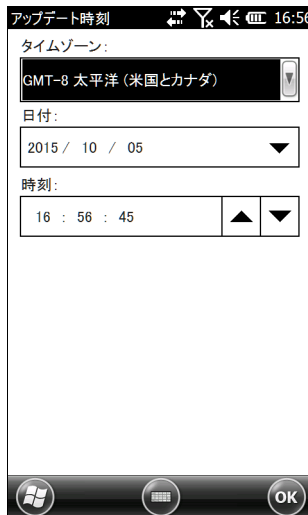 アップデート時刻 16:56
タイムゾーン:
GMT-8 太平洋 (米国とカナダ)
日付:
2015 / 10 / 05
時刻:
16 : 56 : 45
OK